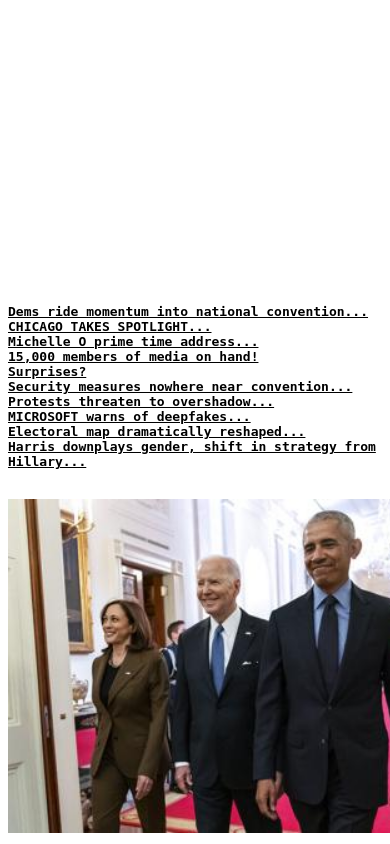 Dems ride momentum into national convention...
CHICAGO TAKES SPOTLIGHT...
Michelle O prime time address...
15,000 members of media on hand!
Surprises?
Security measures nowhere near convention...
Protests threaten to overshadow...
MICROSOFT warns of deepfakes...
Electoral map dramatically reshaped...
Harris downplays gender, shift in strategy from
Hillary...